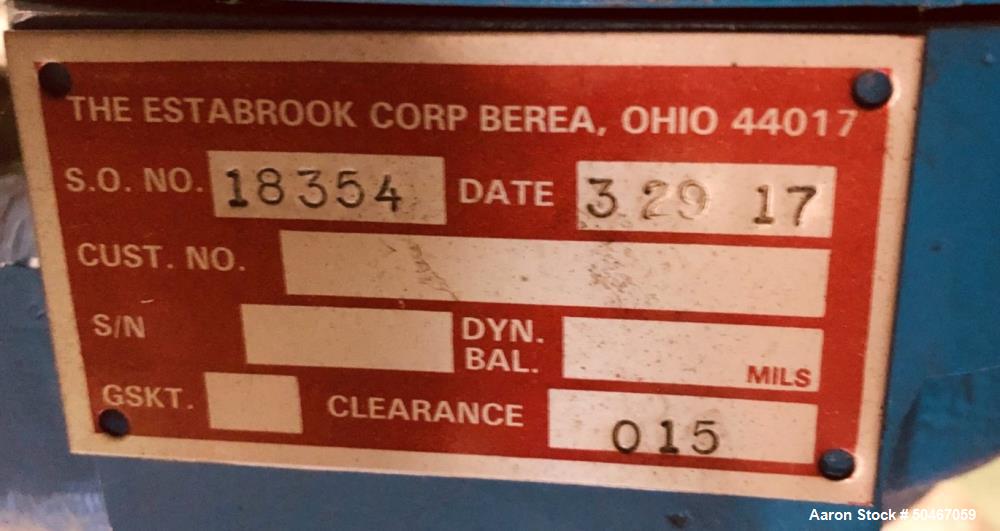 THE ESTABROOK CORP BEREA, OHIO 44017
S.O. NO. 18354 DATE 3 29 17
CUST. NO.
S/N DYN. BAL. MILS
GSKT. CLEARANCE 015
Aaron Stock # 50467059